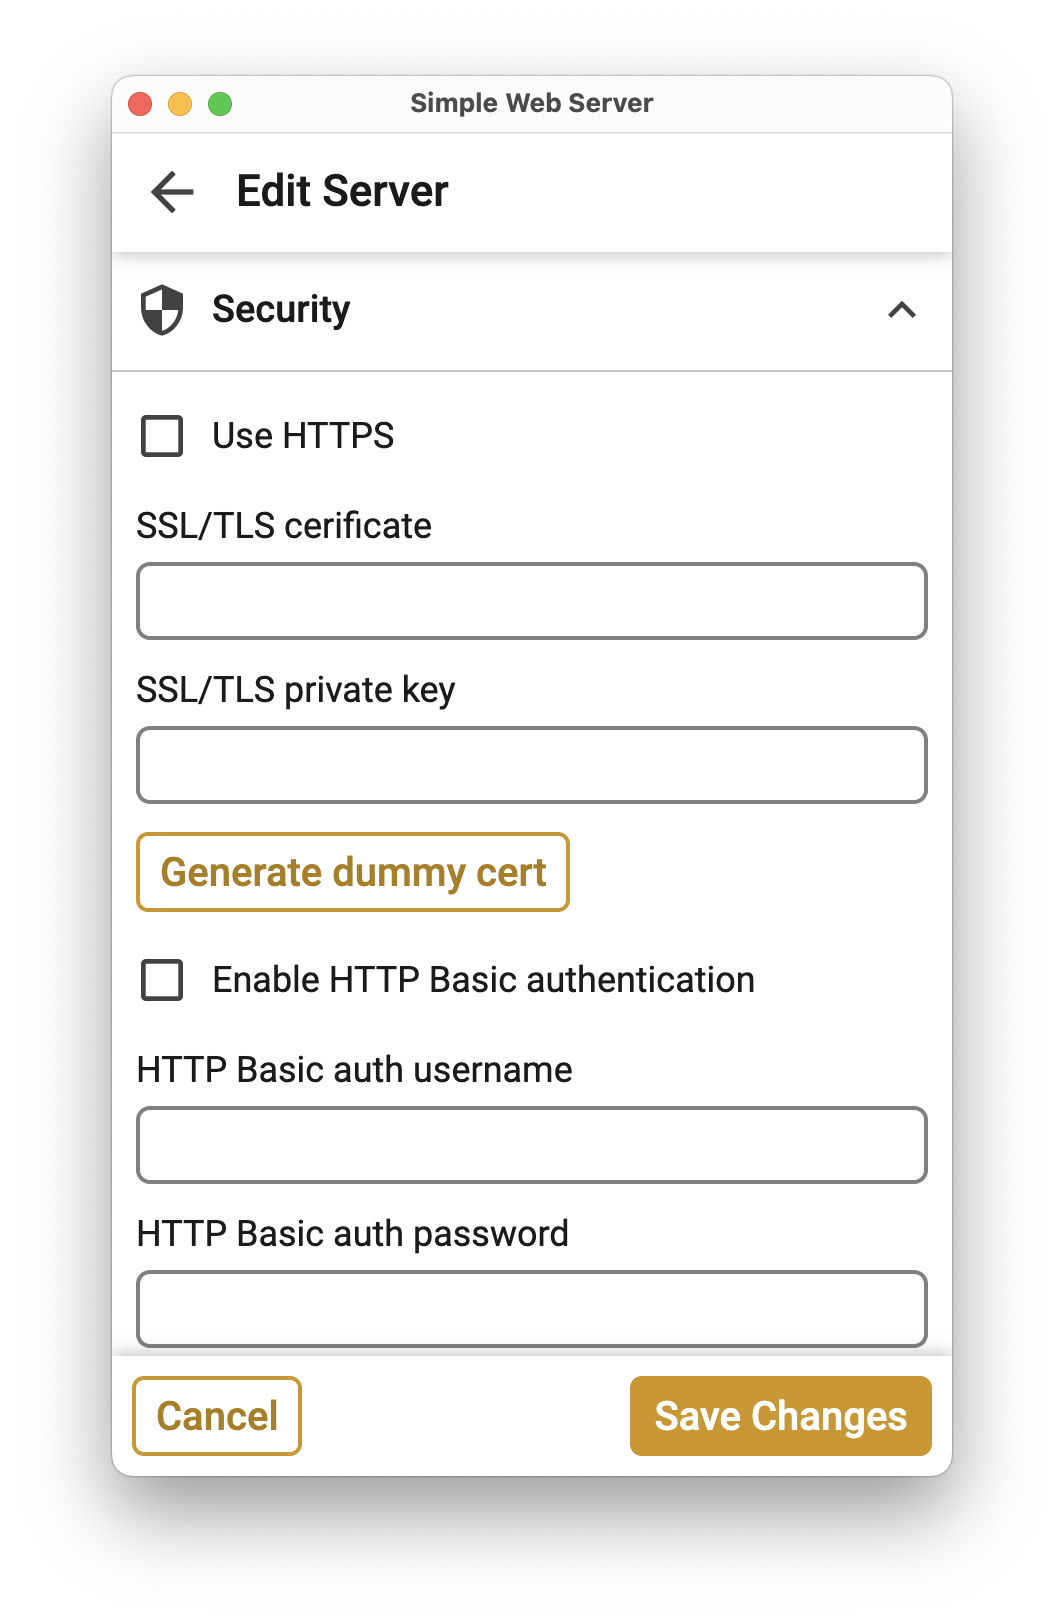 Simple Web Server
Edit Server
Security
Use HTTPS
SSL/TLS cerificate
SSL/TLS private key
Generate dummy cert
Enable HTTP Basic authentication
HTTP Basic auth username
HTTP Basic auth password
Cancel
Save Changes